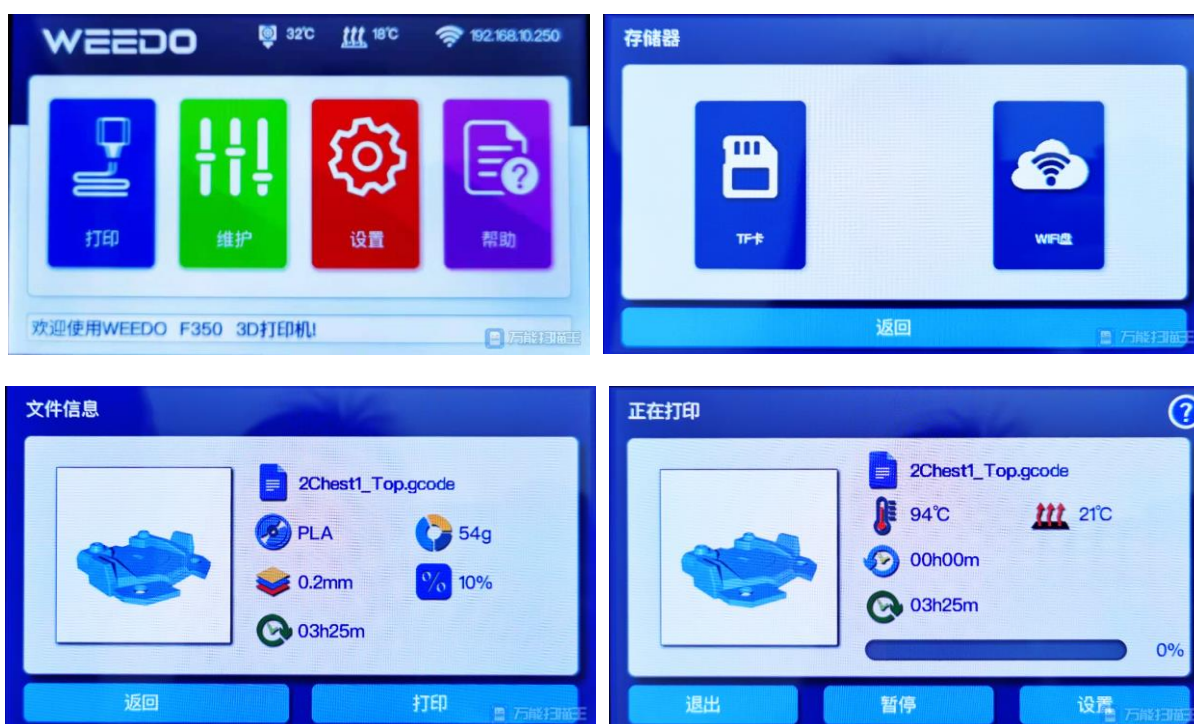 WEEDO
32℃
18℃
192.168.10.250
打印
维护
设置
帮助
欢迎使用WEEDO F350 3D打印机!
万能扫描王
存储器
TF卡
WIFI盘
返回
万能扫描王
文件信息
2Chest1_Top.gcode
PLA
54g
0.2mm
%
10%
03h25m
返回
打印
万能扫描王
正在打印
?
2Chest1_Top.gcode
94℃
21℃
00h00m
03h25m
0%
退出
暂停
设置
万能扫描王